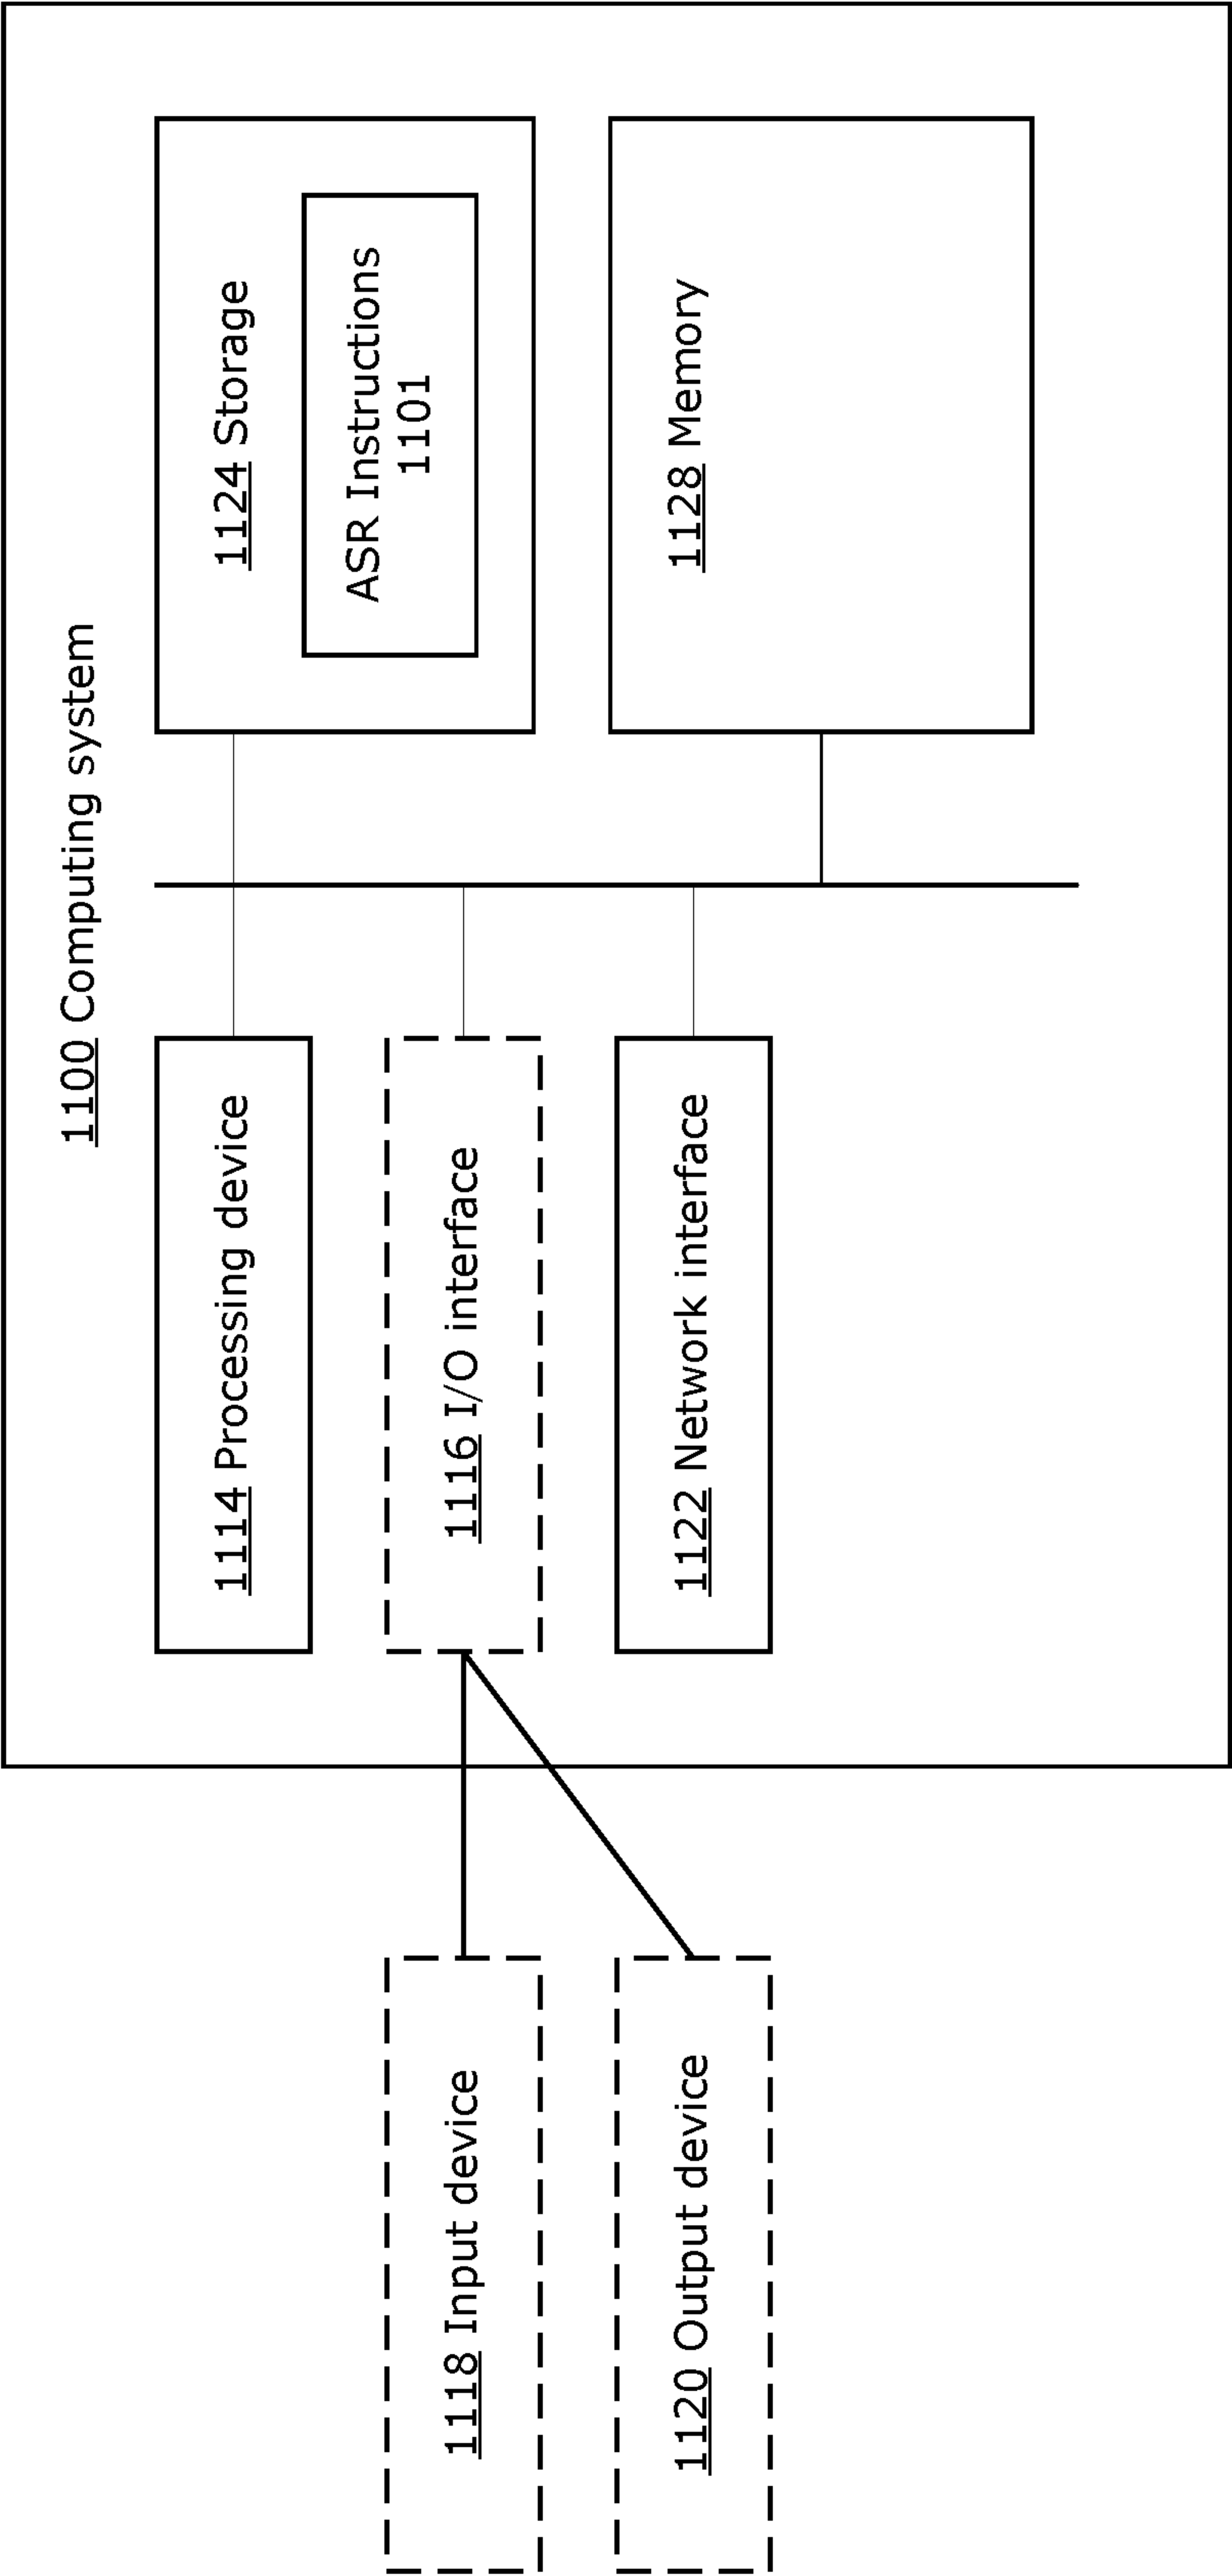 1100 Computing system
1114 Processing device
1124 Storage
ASR Instructions
1101
1118 Input device
1116 I/O interface
1120 Output device
1122 Network interface
1128 Memory